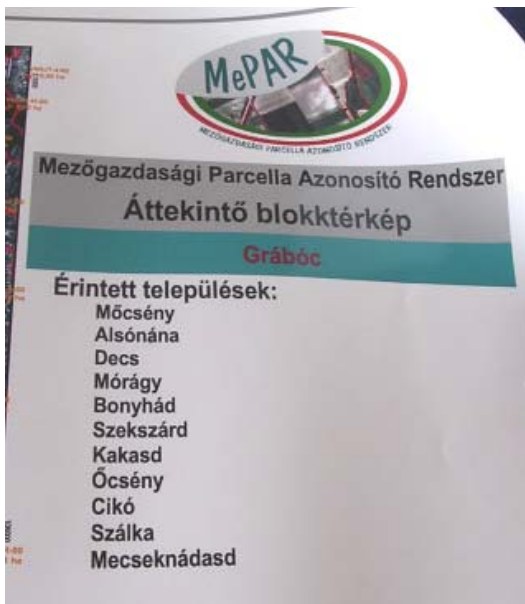 MePAR
MEZŐGAZDASÁGI PARCELLA AZONOSÍTÓ RENDSZER
Mezőgazdasági Parcella Azonosító Rendszer
Áttekintő blokktérkép
Grábóc
Érintett települések:
Mőcsény
Alsónána
Decs
Mórágy
Bonyhád
Szekszárd
Kakasd
Őcsény
Cikó
Szálka
Mecseknádasd